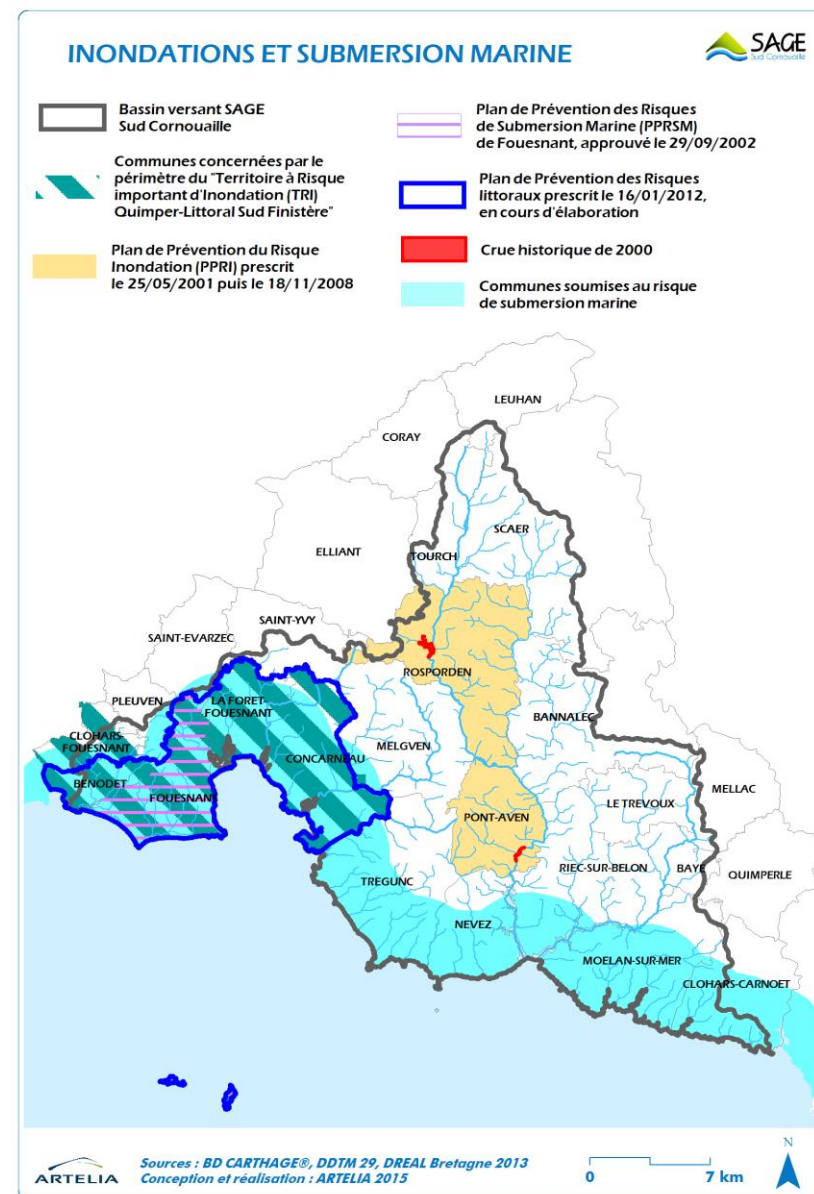 INONDATIONS ET SUBMERSION MARINE
SAGE
Sud Cornouaille
Bassin versant SAGE
Sud Cornouaille
Communes concernées par le
périmètre du "Territoire à Risque
important d'Inondation (TRI)
Quimper-Littoral Sud Finistère"
Plan de Prévention du Risque
Inondation (PPRI) prescrit
le 25/05/2001 puis le 18/11/2008
Plan de Prévention des Risques
de Submersion Marine (PPRSM)
de Fouesnant, approuvé le 29/09/2002
Plan de Prévention des Risques
littoraux prescrit le 16/01/2012,
en cours d'élaboration
Crue historique de 2000
Communes soumises au risque
de submersion marine
LEUHAN
CORAY
SCAER
ELLIANT
TOURCH
SAINT-YVY
SAINT-EVARZEC
ROSPORDEN
PLEUVEN
LA FORET-
FOUESNANT
BANNALEC
CLOHARS-
FOUESNANT
MELGVEN
CONCARNEAU
BENODET
FOUESNANT
MELLAC
LE TREVOUX
PONT-AVEN
RIEC-SUR-BELON
BAYE
QUIMPERLE
TREGUNC
NEVEZ
MOELAN-SUR-MER
CLOHARS-CARNOET
ARTELIA
Sources : BD CARTHAGE®, DDTM 29, DREAL Bretagne 2013
Conception et réalisation : ARTELIA 2015
0 7 km
N